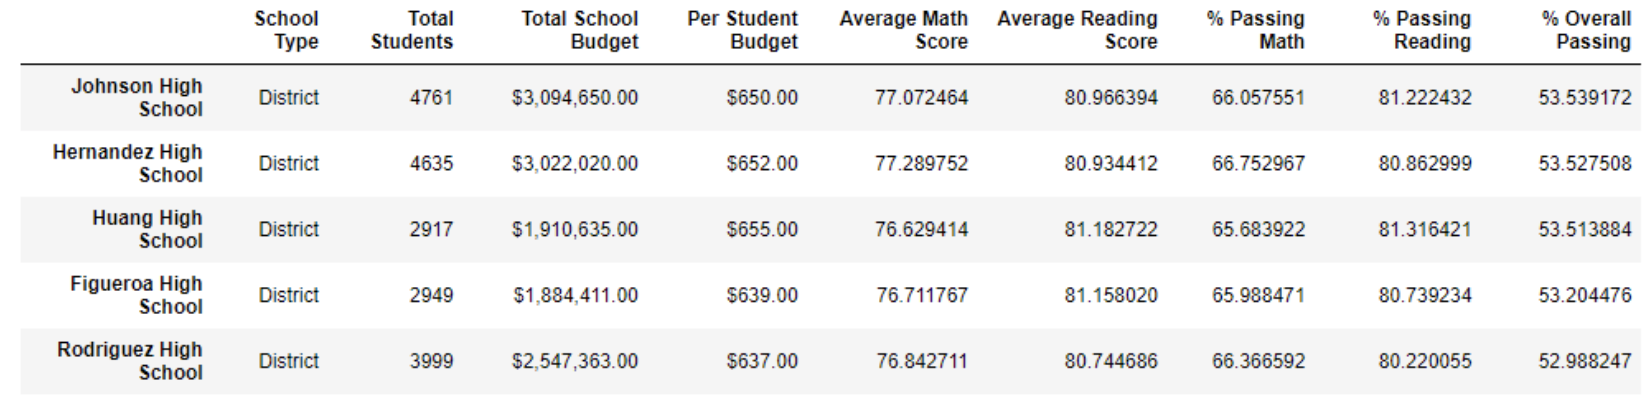 School Type Total Students Total School Budget Per Student Budget Average Math Score Average Reading Score % Passing Math % Passing Reading % Overall Passing
Johnson High School District 4761 $3,094,650.00 $650.00 77.072464 80.966394 66.057551 81.222432 53.539172
Hernandez High School District 4635 $3,022,020.00 $652.00 77.289752 80.934412 66.752967 80.862999 53.527508
Huang High School District 2917 $1,910,635.00 $655.00 76.629414 81.182722 65.683922 81.316421 53.513884
Figueroa High School District 2949 $1,884,411.00 $639.00 76.711767 81.158020 65.988471 80.739234 53.204476
Rodriguez High School District 3999 $2,547,363.00 $637.00 76.842711 80.744686 66.366592 80.220055 52.988247